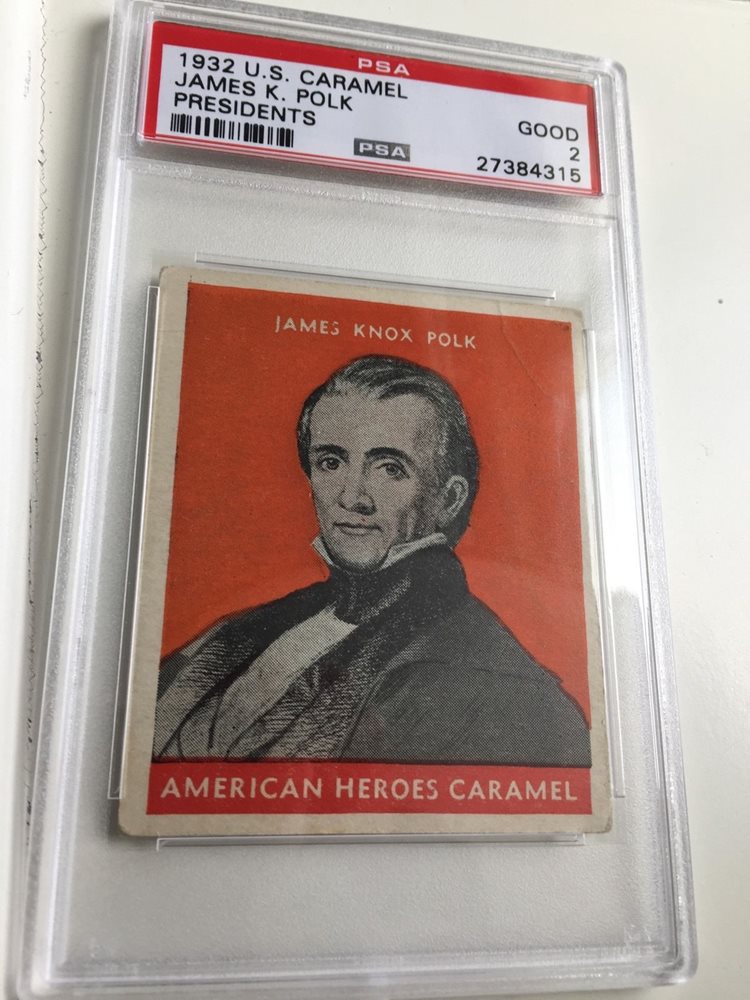 PSA
1932 U.S. CARAMEL
JAMES K. POLK
PRESIDENTS
GOOD
2
PSA
27384315
JAMES KNOX POLK
AMERICAN HEROES CARAMEL